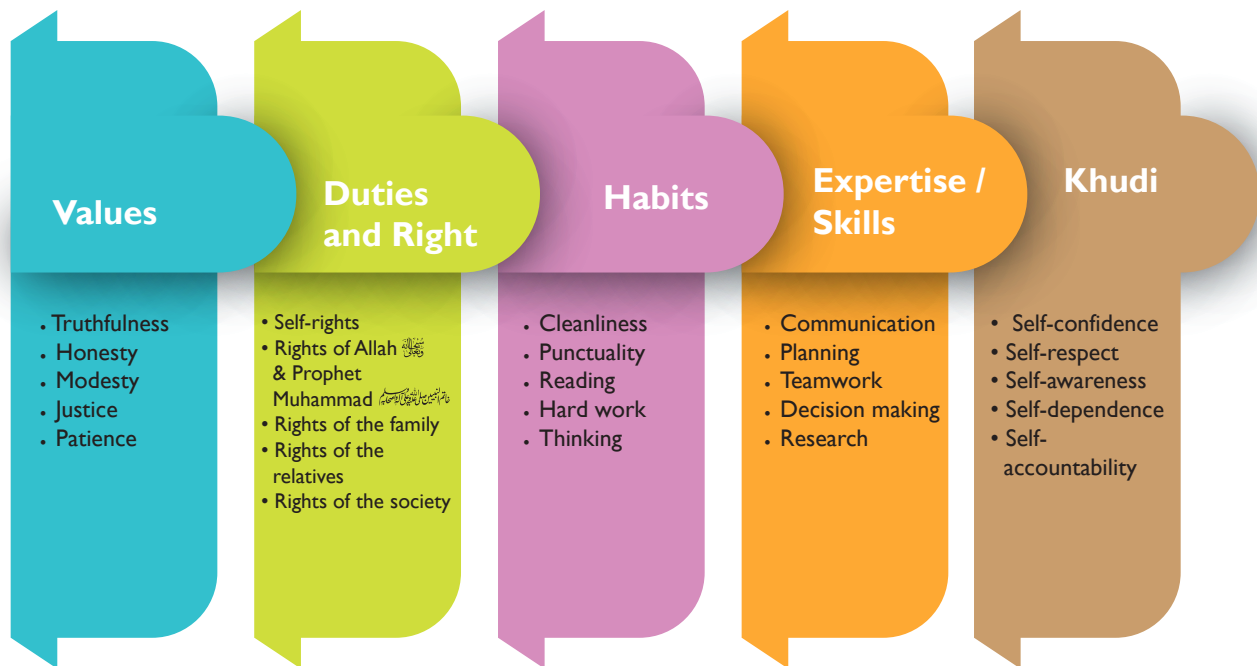 Values
• Truthfulness
• Honesty
• Modesty
• Justice
• Patience
Duties
and Right
• Self-rights
• Rights of Allah
& Prophet
Muhammad
• Rights of the family
• Rights of the
relatives
• Rights of the society
Habits
• Cleanliness
• Punctuality
• Reading
• Hard work
• Thinking
Expertise /
Skills
• Communication
• Planning
• Teamwork
• Decision making
• Research
Khudi
• Self-confidence
• Self-respect
• Self-awareness
• Self-dependence
• Self-
accountability